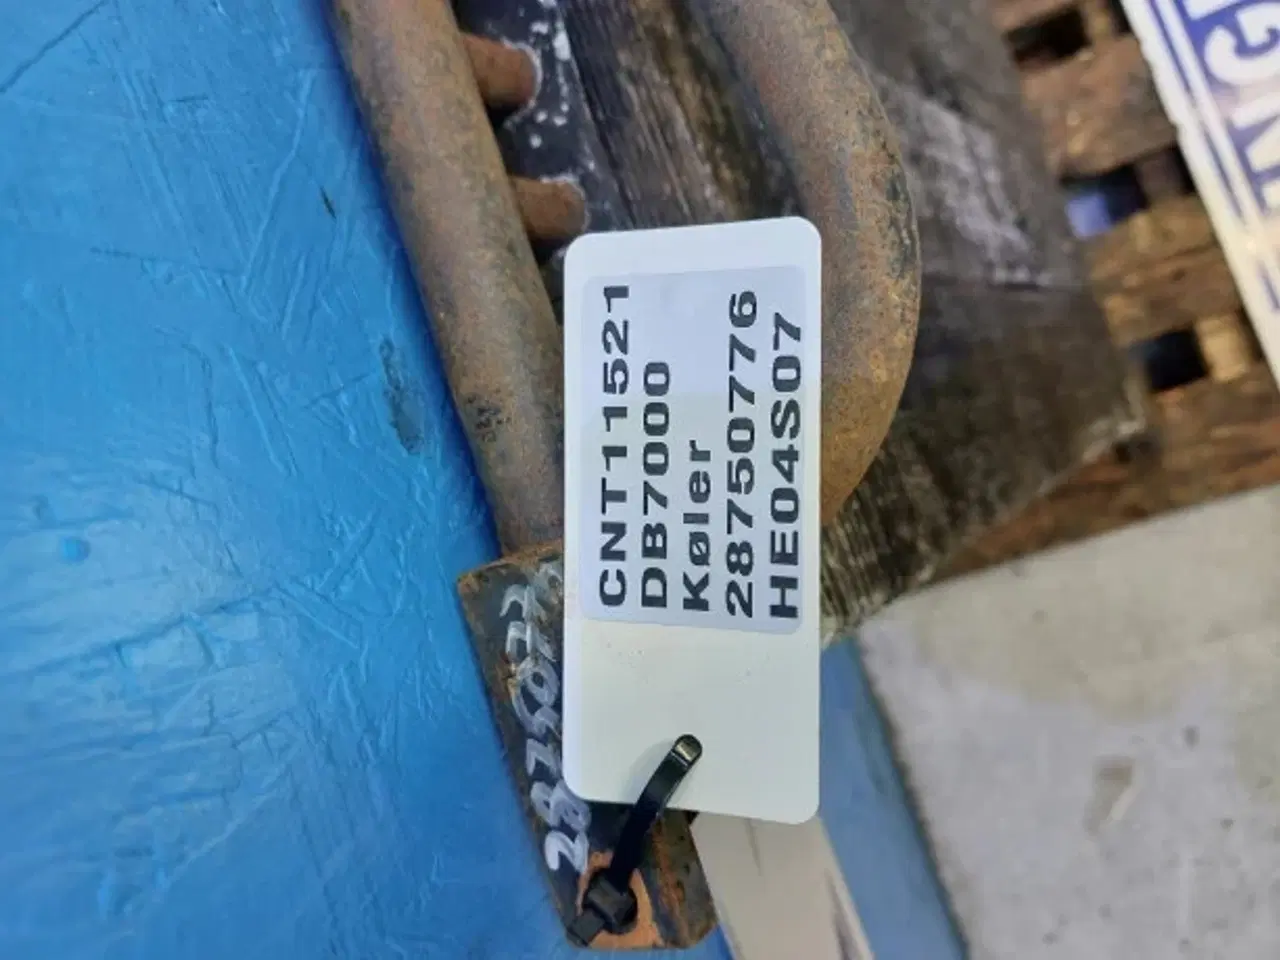 CNT11521
DB7000
Køler
28750776
HE04S07